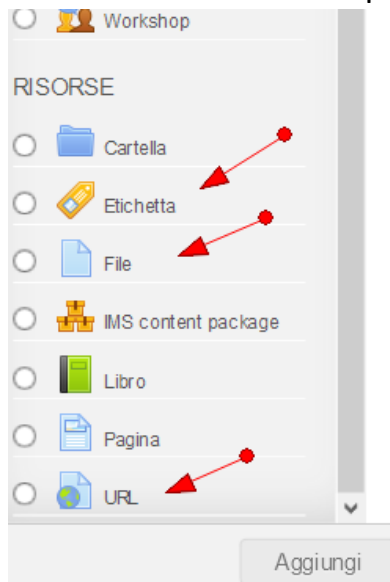 Workshop
RISORSE
Cartella
Etichetta
File
IMS content package
Libro
Pagina
URL
Aggiungi